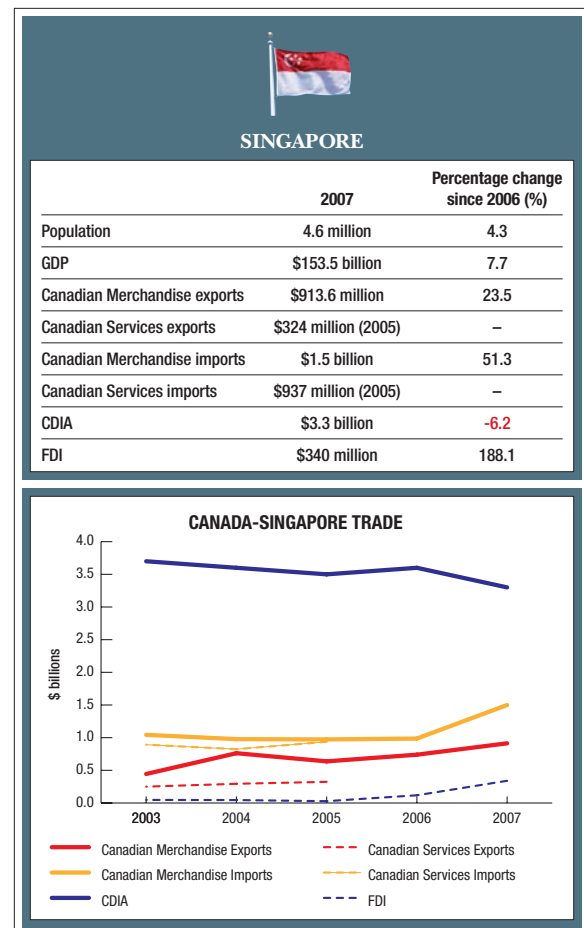 SINGAPORE
2007 Percentage change since 2006 (%)
Population 4.6 million 4.3
GDP $153.5 billion 7.7
Canadian Merchandise exports $913.6 million 23.5
Canadian Services exports $324 million (2005) –
Canadian Merchandise imports $1.5 billion 51.3
Canadian Services imports $937 million (2005) –
CDIA $3.3 billion -6.2
FDI $340 million 188.1
CANADA-SINGAPORE TRADE
$ billions
4.0
3.5
3.0
2.5
2.0
1.5
1.0
0.5
0.0
2003 2004 2005 2006 2007
Canadian Merchandise Exports Canadian Services Exports
Canadian Merchandise Imports Canadian Services Imports
CDIA FDI